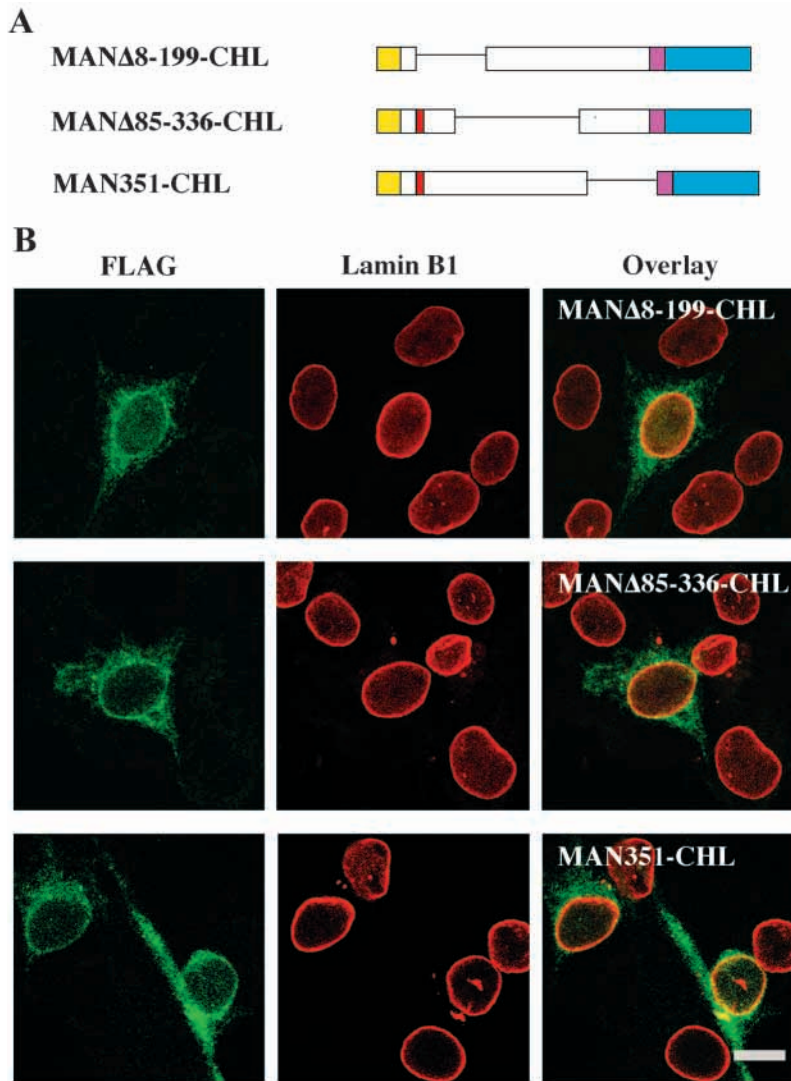 A
MANΔ8-199-CHL
MANΔ85-336-CHL
MAN351-CHL
B
FLAG Lamin B1 Overlay
MANΔ8-199-CHL
MANΔ85-336-CHL
MAN351-CHL